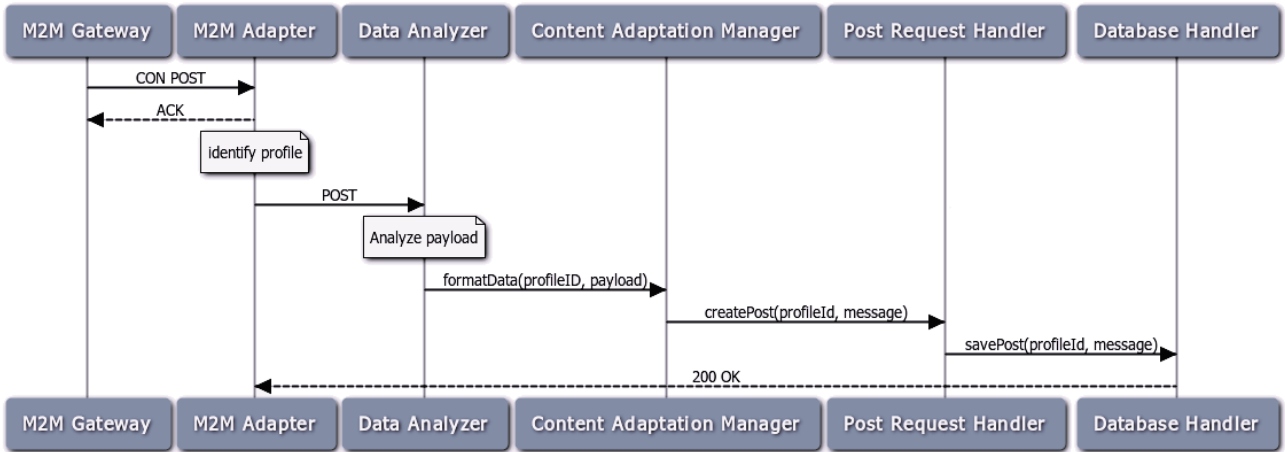 M2M Gateway
M2M Adapter
Data Analyzer
Content Adaptation Manager
Post Request Handler
Database Handler
CON POST
ACK
identify profile
POST
Analyze payload
formatData(profileID, payload)
createPost(profileId, message)
savePost(profileId, message)
200 OK
M2M Gateway
M2M Adapter
Data Analyzer
Content Adaptation Manager
Post Request Handler
Database Handler